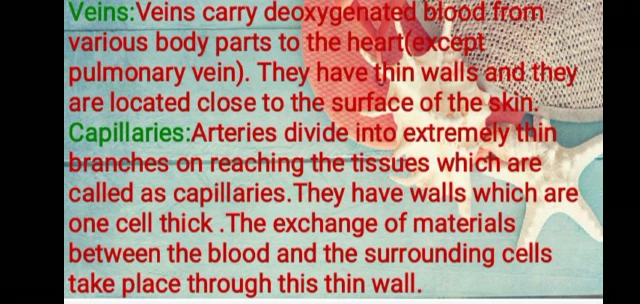 Veins:Veins carry deoxygenated blood from
various body parts to the heart(except
pulmonary vein). They have thin walls and they
are located close to the surface of the skin.
Capillaries:Arteries divide into extremely thin
branches on reaching the tissues which are
called as capillaries.They have walls which are
one cell thick .The exchange of materials
between the blood and the surrounding cells
take place through this thin wall.